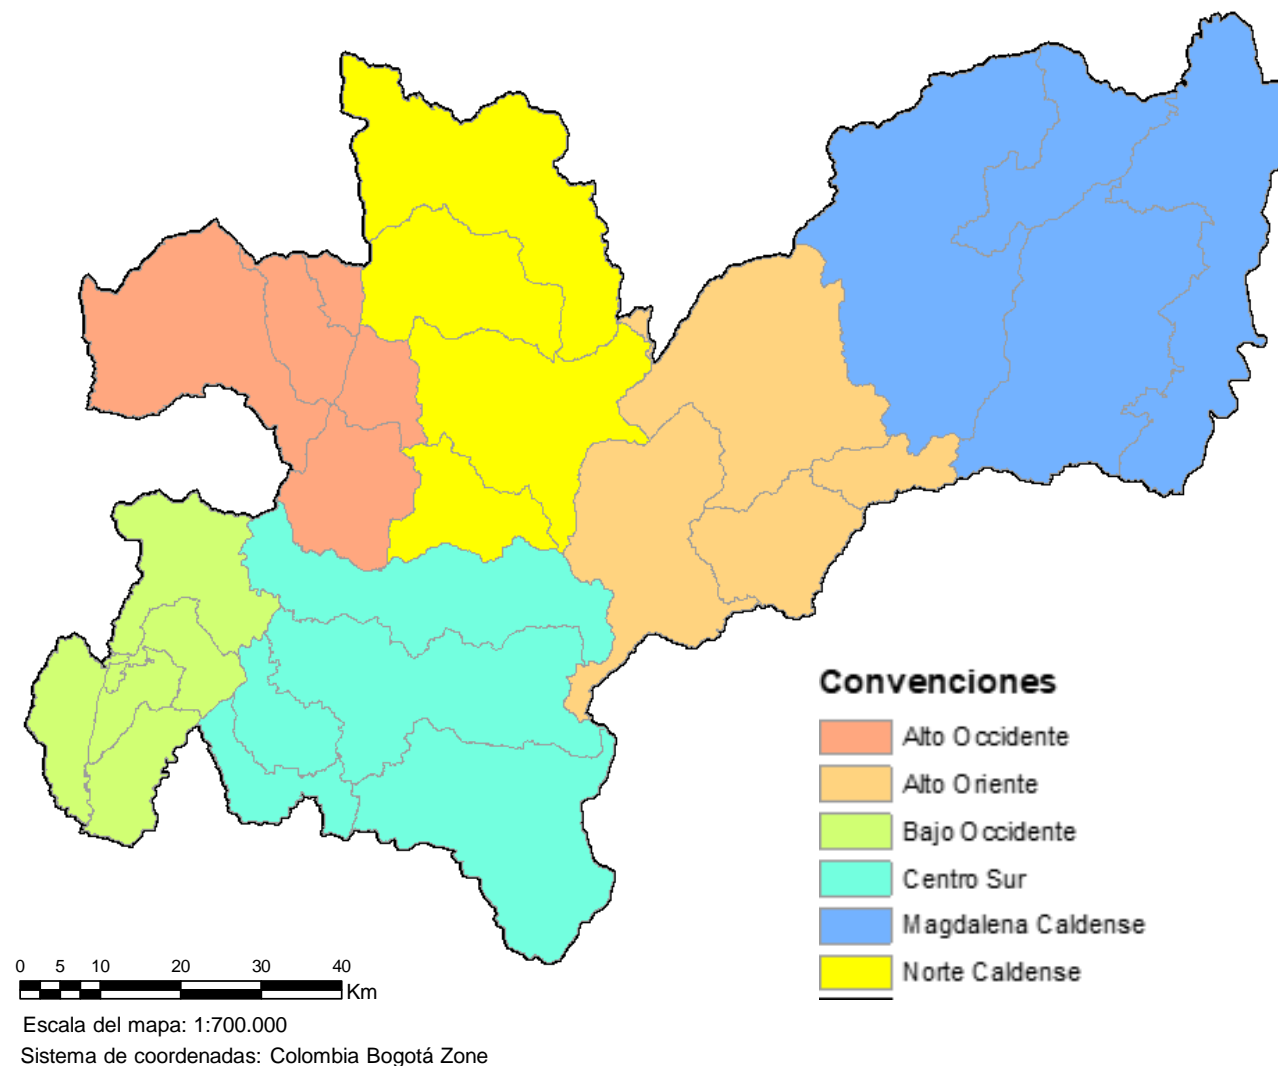 Convenciones
Alto Occidente
Alto Oriente
Bajo Occidente
Centro Sur
Magdalena Caldense
Norte Caldense
0 5 10 20 30 40
Km
Escala del mapa: 1:700.000
Sistema de coordenadas: Colombia Bogotá Zone